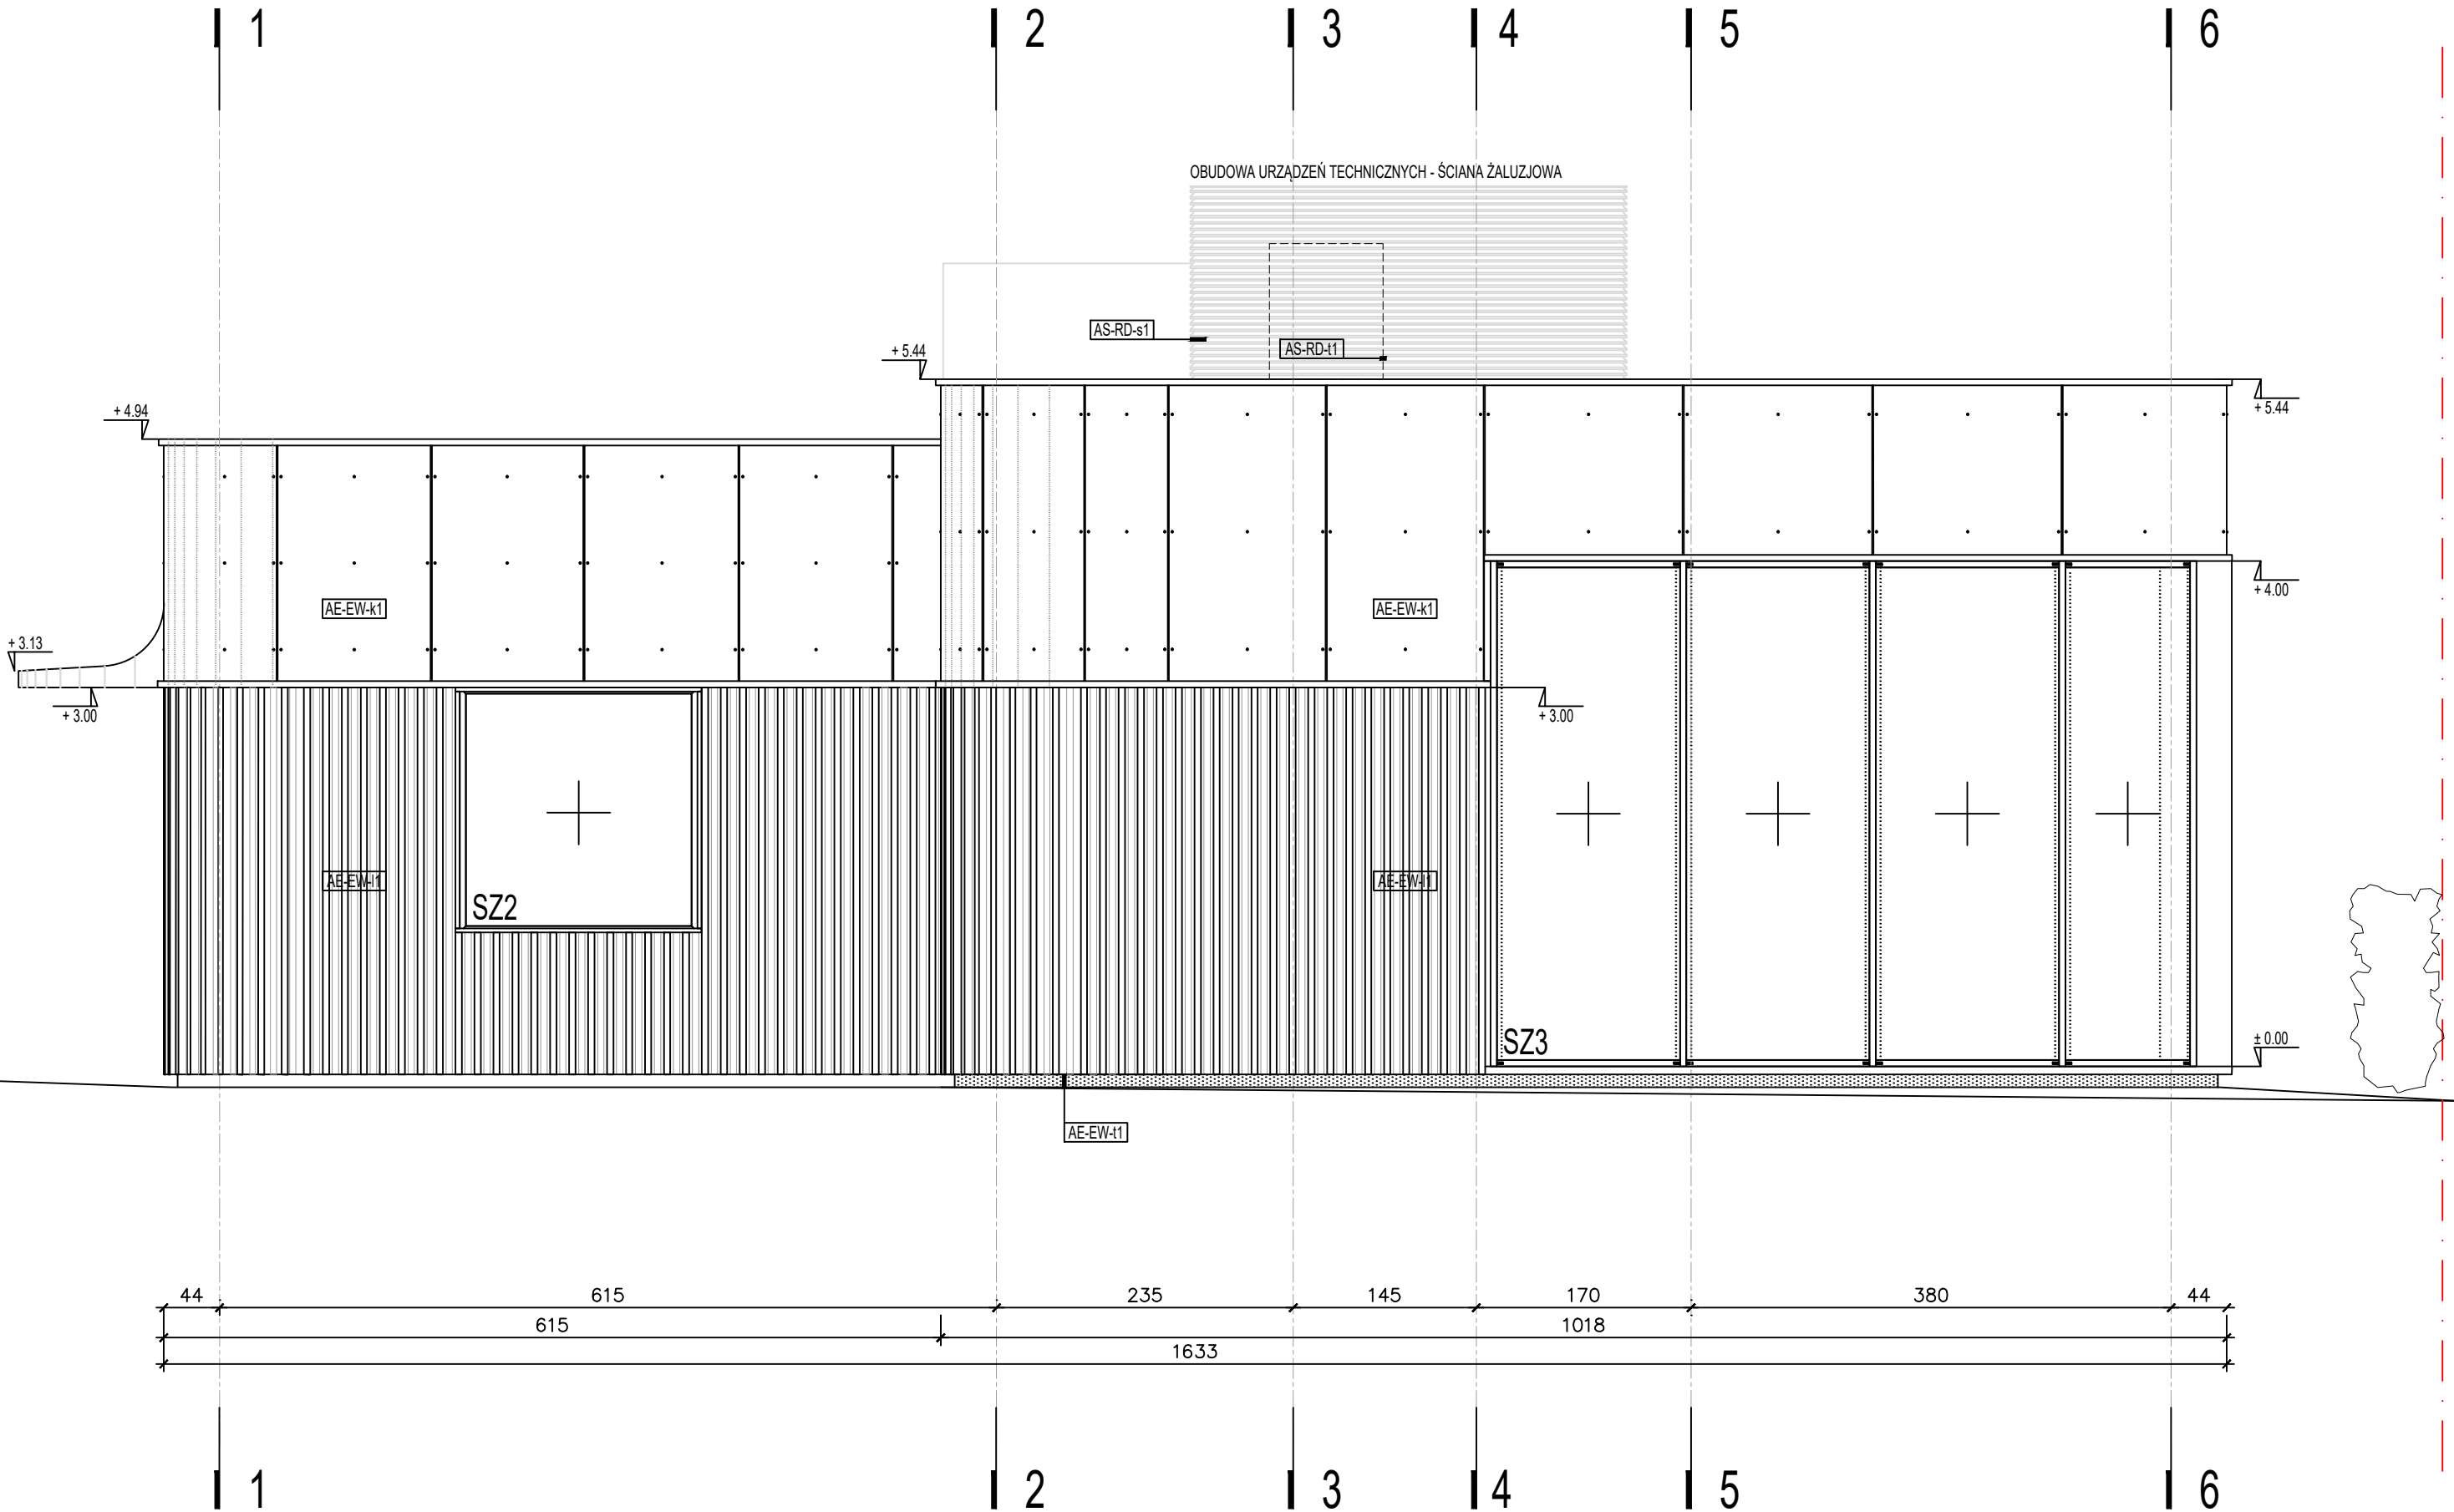 1 2 3 4 5 6
OBUDOWA URZĄDZEŃ TECHNICZNYCH - ŚCIANA ŻALUZJOWA
AS-RD-s1
AS-RD-t1
+ 5.44
+ 5.44
+ 4.94
+ 4.00
AE-EW-k1
AE-EW-k1
+ 3.13
+ 3.00
+ 3.00
AE-EW-l1
AE-EW-l1
SZ2
SZ3
± 0.00
AE-EW-t1
44 615 235 145 170 380 44
615 1018
1633
1 2 3 4 5 6